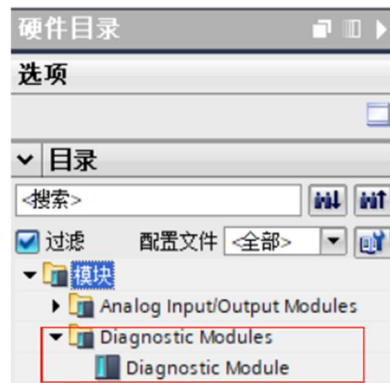 硬件目录
选项
目录
<搜索>
过滤 配置文件 <全部>
模块
Analog Input/Output Modules
Diagnostic Modules
Diagnostic Module